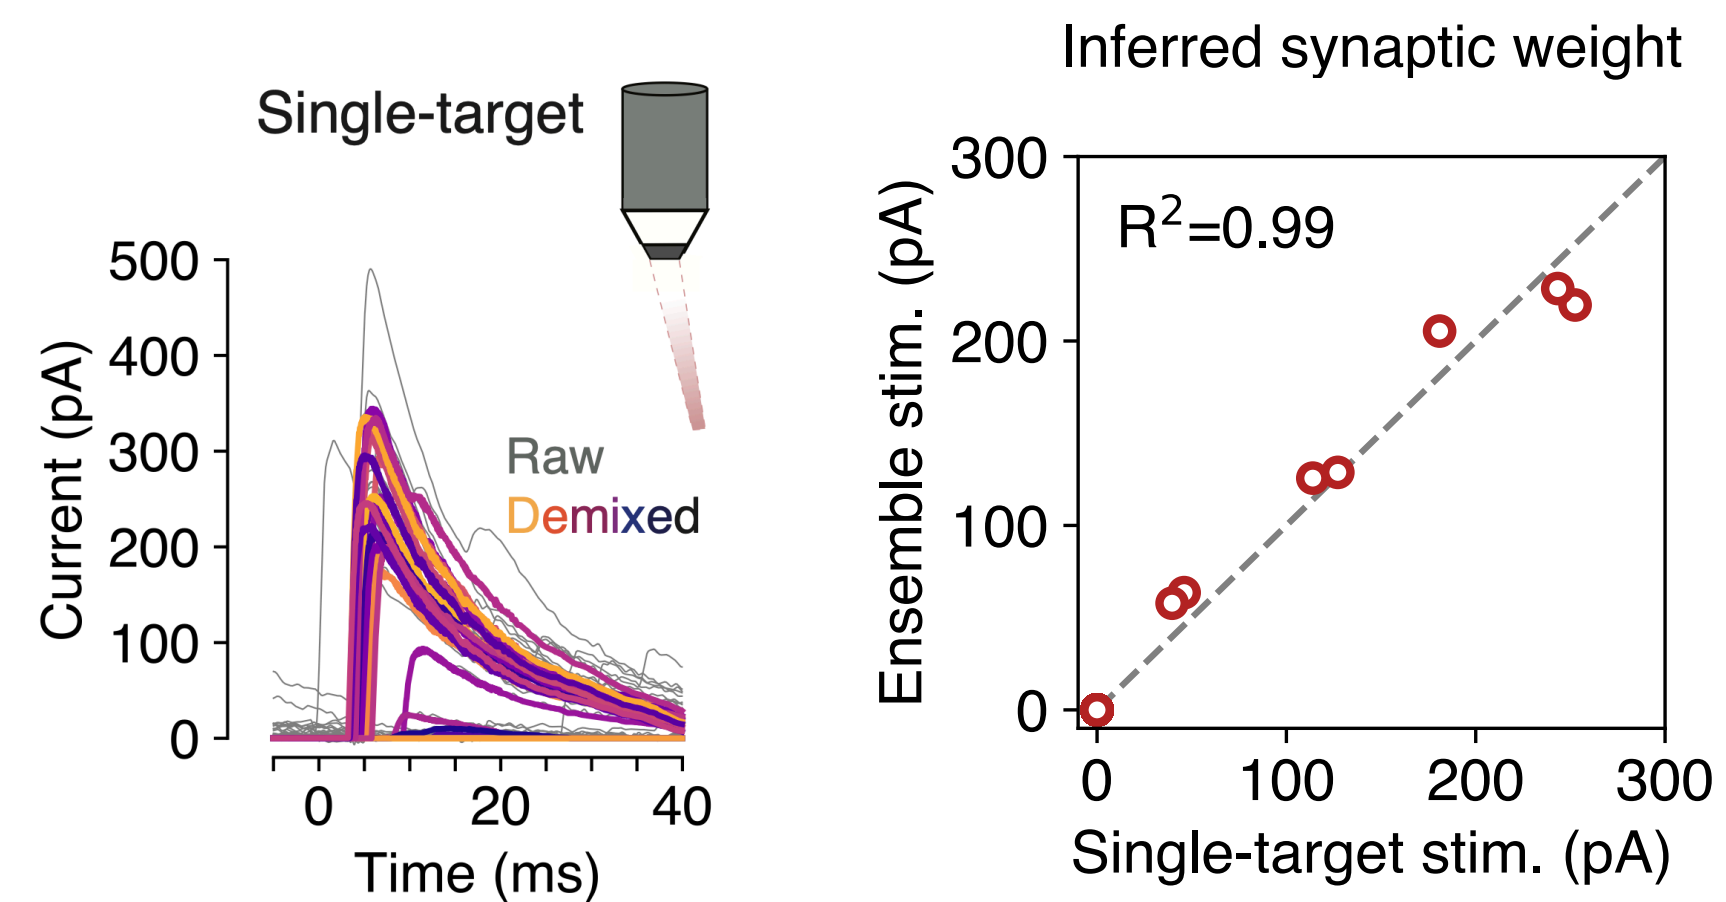 Single-target
500
400
300
200
100
0
Current (pA)
Raw
Demixed
0 20 40
Time (ms)
Inferred synaptic weight
300
200
100
0
Ensemble stim. (pA)
R²=0.99
0 100 200 300
Single-target stim. (pA)